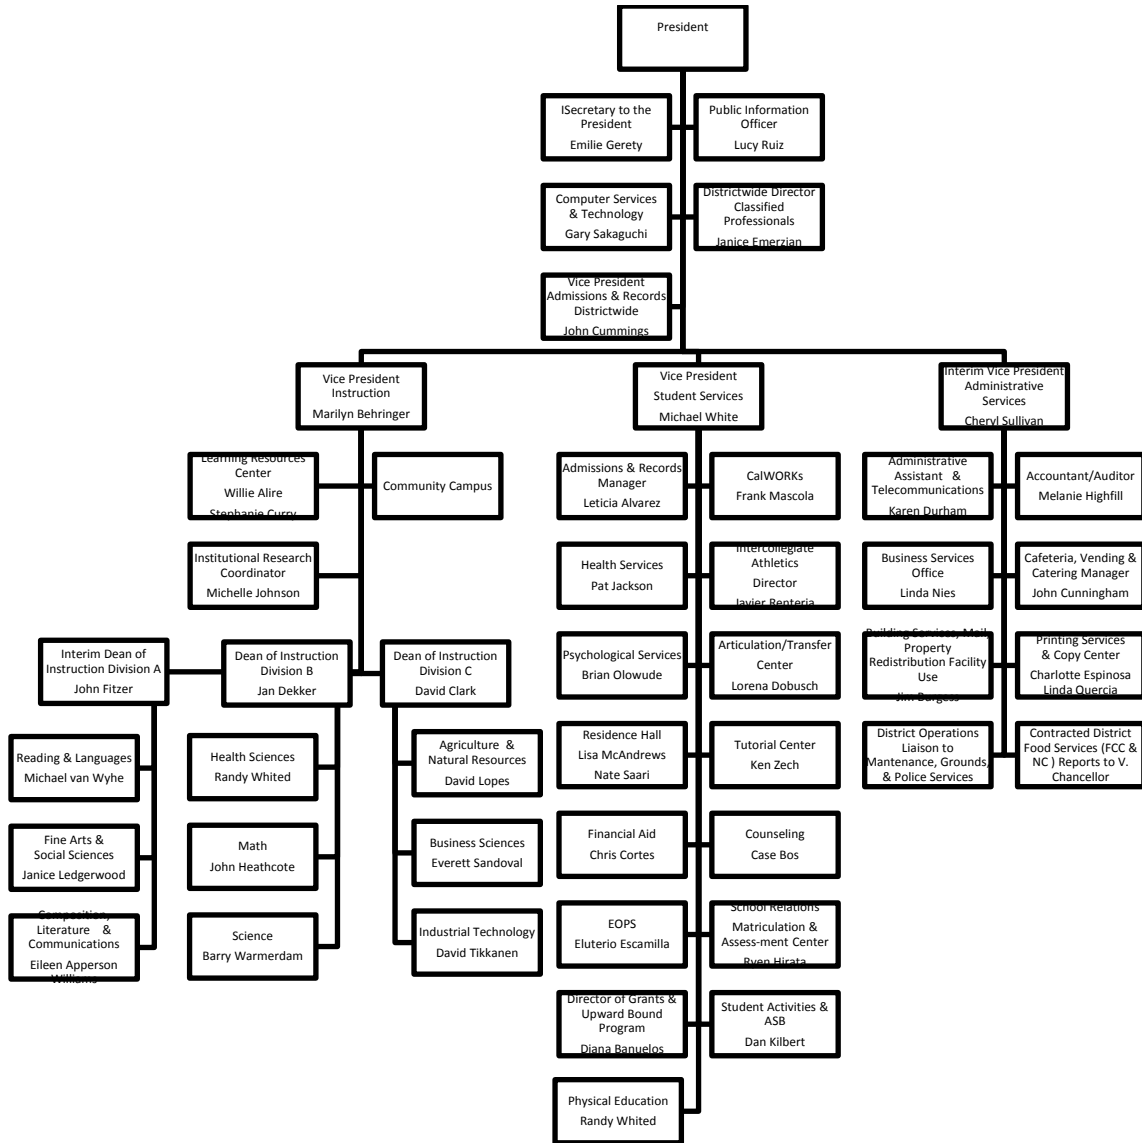 President
ISecretary to the
President
Emilie Gerety
Public Information
Officer
Lucy Ruiz
Computer Services
& Technology
Gary Sakaguchi
Districtwide Director
Classified
Professionals
Janice Emerzian
Vice President
Admissions & Records
Districtwide
John Cummings
Vice President
Instruction
Marilyn Behringer
Vice President
Student Services
Michael White
Interim Vice President
Administrative
Services
Cheryl Sullivan
Learning Resources
Center
Willie Alire
Stephanie Curry
Community Campus
Institutional Research
Coordinator
Michelle Johnson
Interim Dean of
Instruction Division A
John Fitzer
Dean of Instruction
Division B
Jan Dekker
Dean of Instruction
Division C
David Clark
Reading & Languages
Michael van Wyhe
Fine Arts &
Social Sciences
Janice Ledgerwood
Composition,
Literature & 
Communications
Eileen Apperson
Williams
Health Sciences
Randy Whited
Math
John Heathcote
Science
Barry Warmerdam
Agriculture &
Natural Resources
David Lopes
Business Sciences
Everett Sandoval
Industrial Technology
David Tikkanen
Admissions & Records
Manager
Leticia Alvarez
CalWORKs
Frank Mascola
Health Services
Pat Jackson
Intercollegiate
Athletics
Director
Javier Renteria
Psychological Services
Brian Olowude
Articulation/Transfer
Center
Lorena Dobusch
Residence Hall
Lisa McAndrews
Nate Saari
Tutorial Center
Ken Zech
Financial Aid
Chris Cortes
Counseling
Case Bos
EOPS
Eluterio Escamilla
School Relations
Matriculation &
Assess-ment Center
Ryen Hirata
Director of Grants &
Upward Bound
Program
Diana Banuelos
Student Activities &
ASB
Dan Kilbert
Physical Education
Randy Whited
Administrative
Assistant &
Telecommunications
Karen Durham
Accountant/Auditor
Melanie Highfill
Business Services
Office
Linda Nies
Cafeteria, Vending &
Catering Manager
John Cunningham
Building Services, Mail,
Property
Redistribution Facility
Use
Jim Burgess
Printing Services
& Copy Center
Charlotte Espinosa
Linda Quercia
District Operations
Liaison to
Mantenance, Grounds,
& Police Services
Contracted District
Food Services (FCC &
NC ) Reports to V.
Chancellor